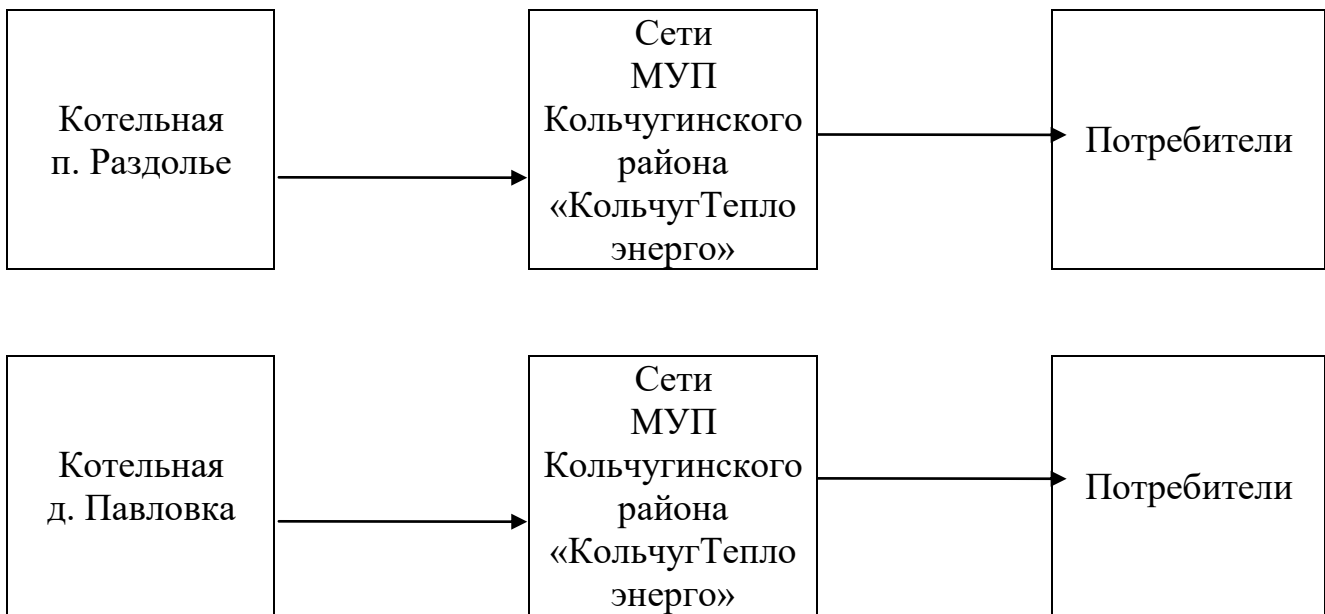 Котельная
п. Раздолье
Сети
МУП
Кольчугинского
района
«КольчугТепло
энерго»
Потребители
Котельная
д. Павловка
Сети
МУП
Кольчугинского
района
«КольчугТепло
энерго»
Потребители